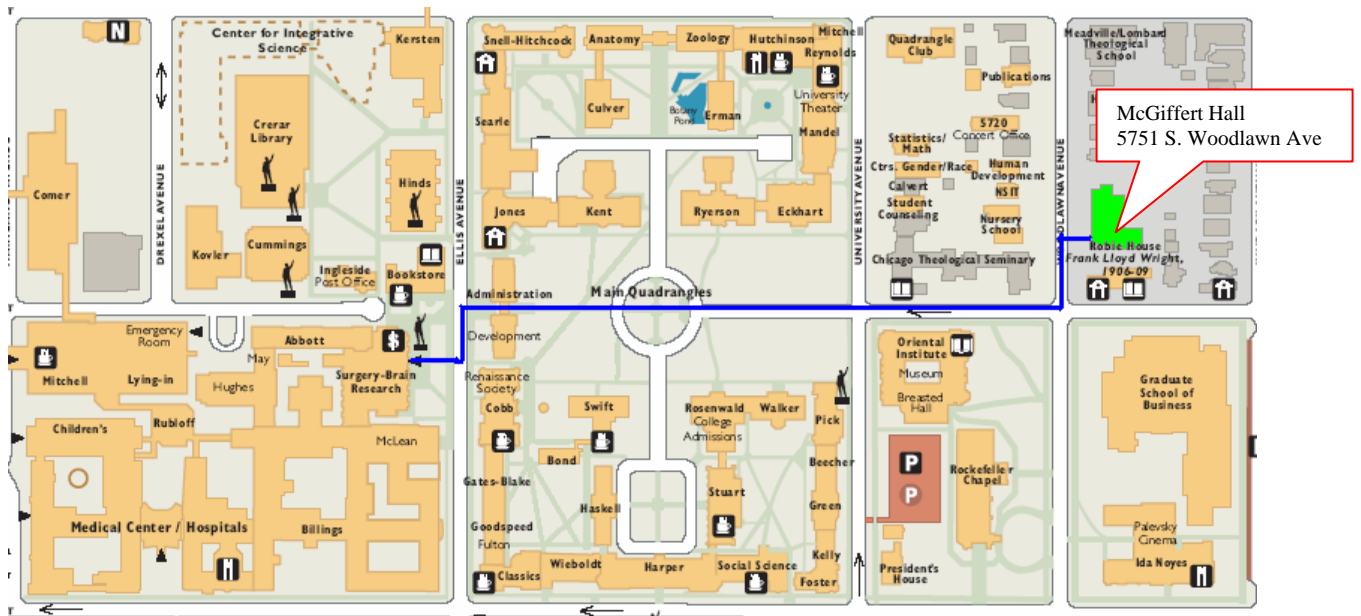 N
Center for Integrative
Science
Kersten
Crerar
Library
Comer
Hinds
Kovler
Cummings
Ingleside
Post Office
Bookstore
DREXEL AVENUE
ELLIS AVENUE
Snell-Hitchcock
Anatomy
Zoology
Hutchinson
Mitchell
Reynolds
Searle
Culver
Botany
Pond
Erman
University
Theater
Mandel
Jones
Kent
Ryerson
Eckhart
UNIVERSITY AVENUE
Quadrangle
Club
Publications
5720
Concert Office
Statistics/
Math
Ctrs. Gender/Race
Human
Development
Calvert
NSIT
Student
Counseling
Nursery
School
Chicago Theological Seminary
Meadville/Lombard
Theological
School
McGiffert Hall
5751 S. Woodlawn Ave
Robie House
Frank Lloyd Wright,
1906-09
Administration
Main Quadrangles
Development
Emergency
Room
Abbott
$
May
Mitchell
Lying-in
Hughes
Surgery-Brain
Research
Rubloff
Children's
McLean
Medical Center / Hospitals
Billings
Renaissance
Society
Cobb
Swift
Rosenwald
College
Admissions
Walker
Pick
Bond
Beecher
Gates-Blake
Haskell
Stuart
Green
Goodspeed
Fulton
Classics
Wieboldt
Harper
Social Science
Kelly
Foster
Oriental
Institute
Museum
Breasted
Hall
P
P
Rockefeller
Chapel
President's
House
Graduate
School of
Business
Palevsky
Cinema
Ida Noyes